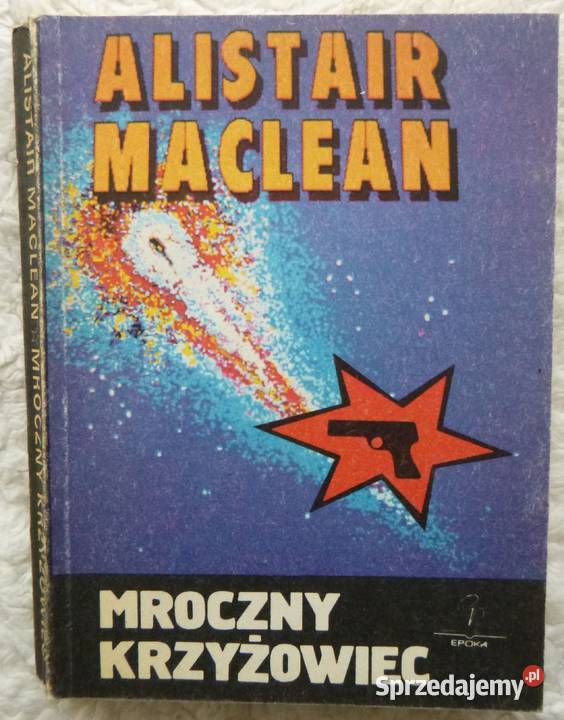 ALISTAIR
MACLEAN
MROCZNY
KRZYŻOWIEC
EPOKA
ALISTAIR MACLEAN MROCZNY KRZYŻOWIEC
Sprzedajemy.pl